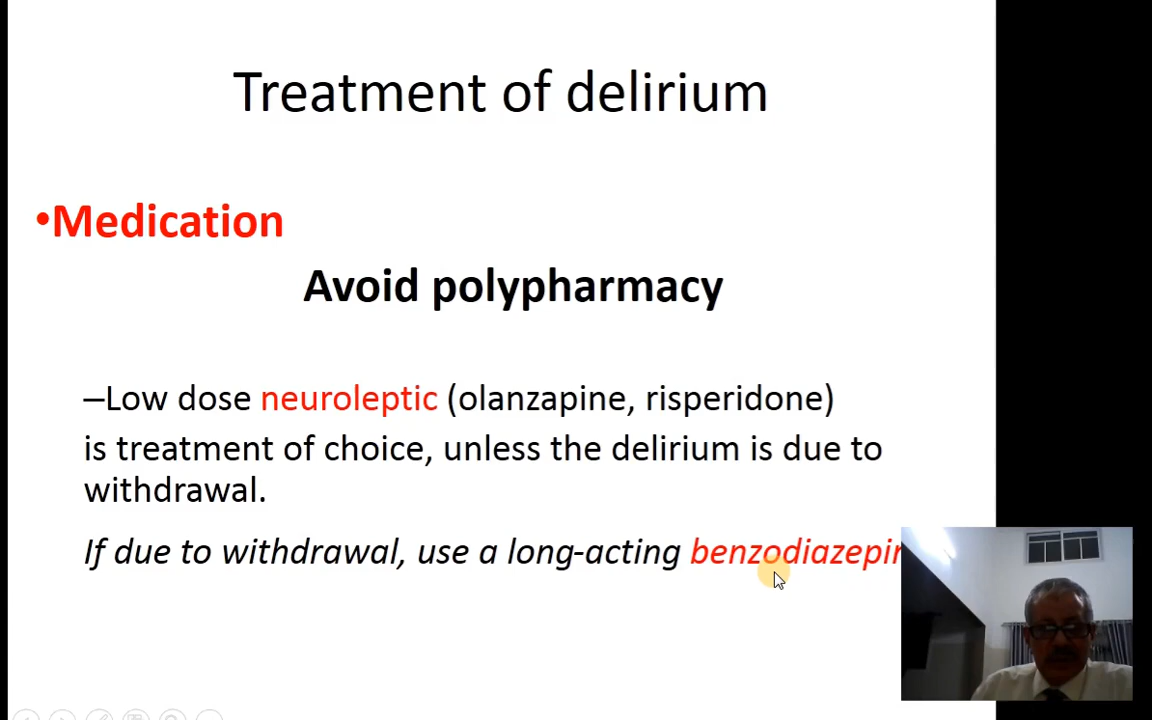 Treatment of delirium
•Medication
Avoid polypharmacy
–Low dose neuroleptic (olanzapine, risperidone)
is treatment of choice, unless the delirium is due to
withdrawal.
If due to withdrawal, use a long-acting